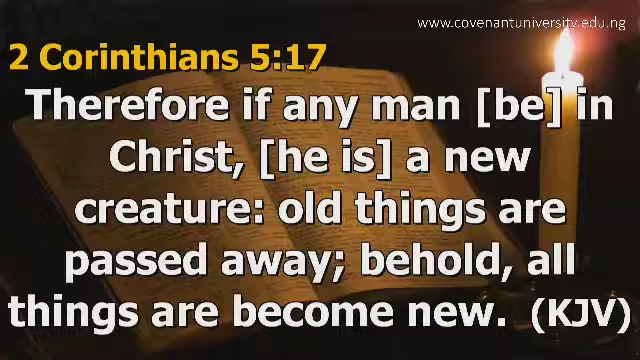 www.covenantuniversity.edu.ng
2 Corinthians 5:17
Therefore if any man [be] in
Christ, [he is] a new
creature: old things are
passed away; behold, all
things are become new. (KJV)